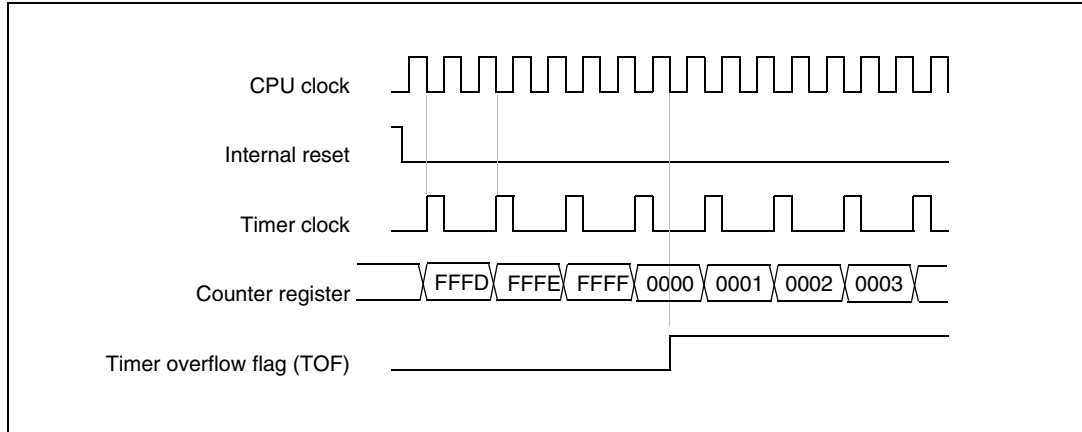 CPU clock
Internal reset
Timer clock
Counter register FFFD FFFE FFFF 0000 0001 0002 0003
Timer overflow flag (TOF)